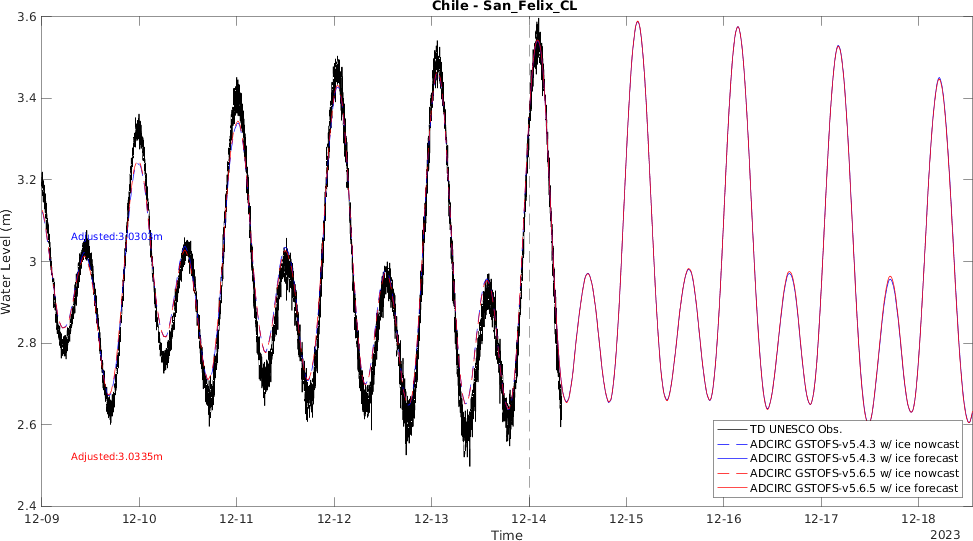 Chile - San_Felix_CL
3.6
3.4
3.2
3
2.8
2.6
2.4
Water Level (m)
Adjusted:3.0303m
Adjusted:3.0335m
TD UNESCO Obs.
ADCIRC GSTOFS-v5.4.3 w/ ice nowcast
ADCIRC GSTOFS-v5.4.3 w/ ice forecast
ADCIRC GSTOFS-v5.6.5 w/ ice nowcast
ADCIRC GSTOFS-v5.6.5 w/ ice forecast
12-09 12-10 12-11 12-12 12-13 12-14 12-15 12-16 12-17 12-18
Time
2023